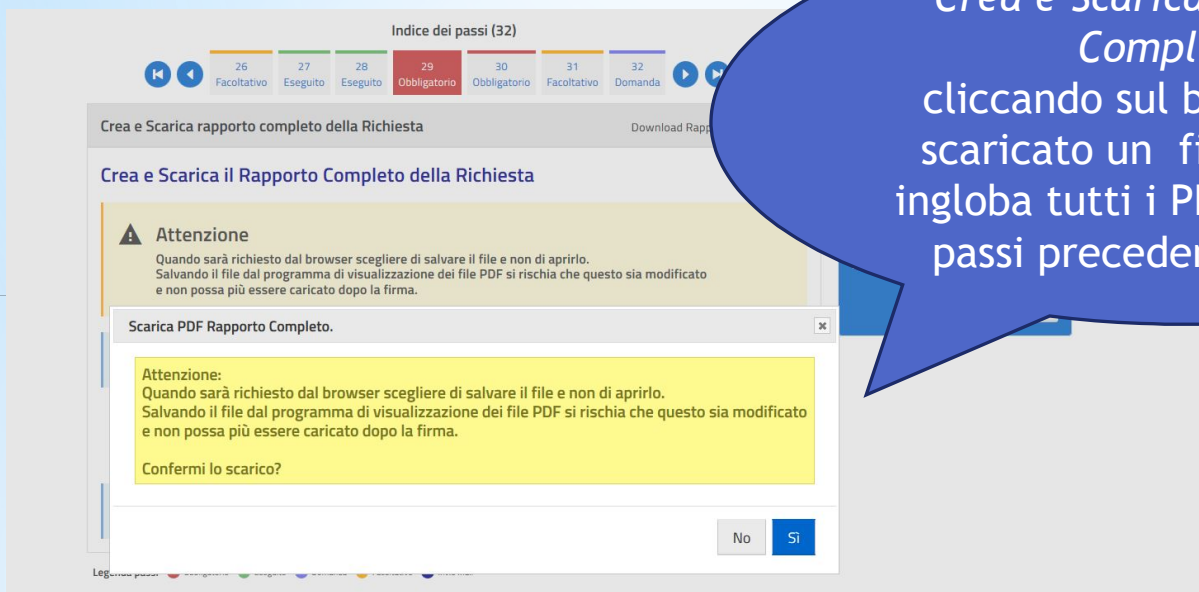 Indice dei passi (32)
26 Facoltativo
27 Eseguito
28 Eseguito
29 Obbligatorio
30 Obbligatorio
31 Facoltativo
32 Domanda
Crea e Scarica rapporto completo della Richiesta
Download
Crea e Scarica il Rapporto Completo della Richiesta
Attenzione
Quando sarà richiesto dal browser scegliere di salvare il file e non di aprirlo.
Salvando il file dal programma di visualizzazione dei file PDF si rischia che questo sia modificato
e non possa più essere caricato dopo la firma.
Scarica PDF Rapporto Completo.
Attenzione:
Quando sarà richiesto dal browser scegliere di salvare il file e non di aprirlo.
Salvando il file dal programma di visualizzazione dei file PDF si rischia che questo sia modificato
e non possa più essere caricato dopo la firma.
Confermi lo scarico?
No
Sì
Crea e
cliccando sul
scaricato un
ingloba tutti i
passi